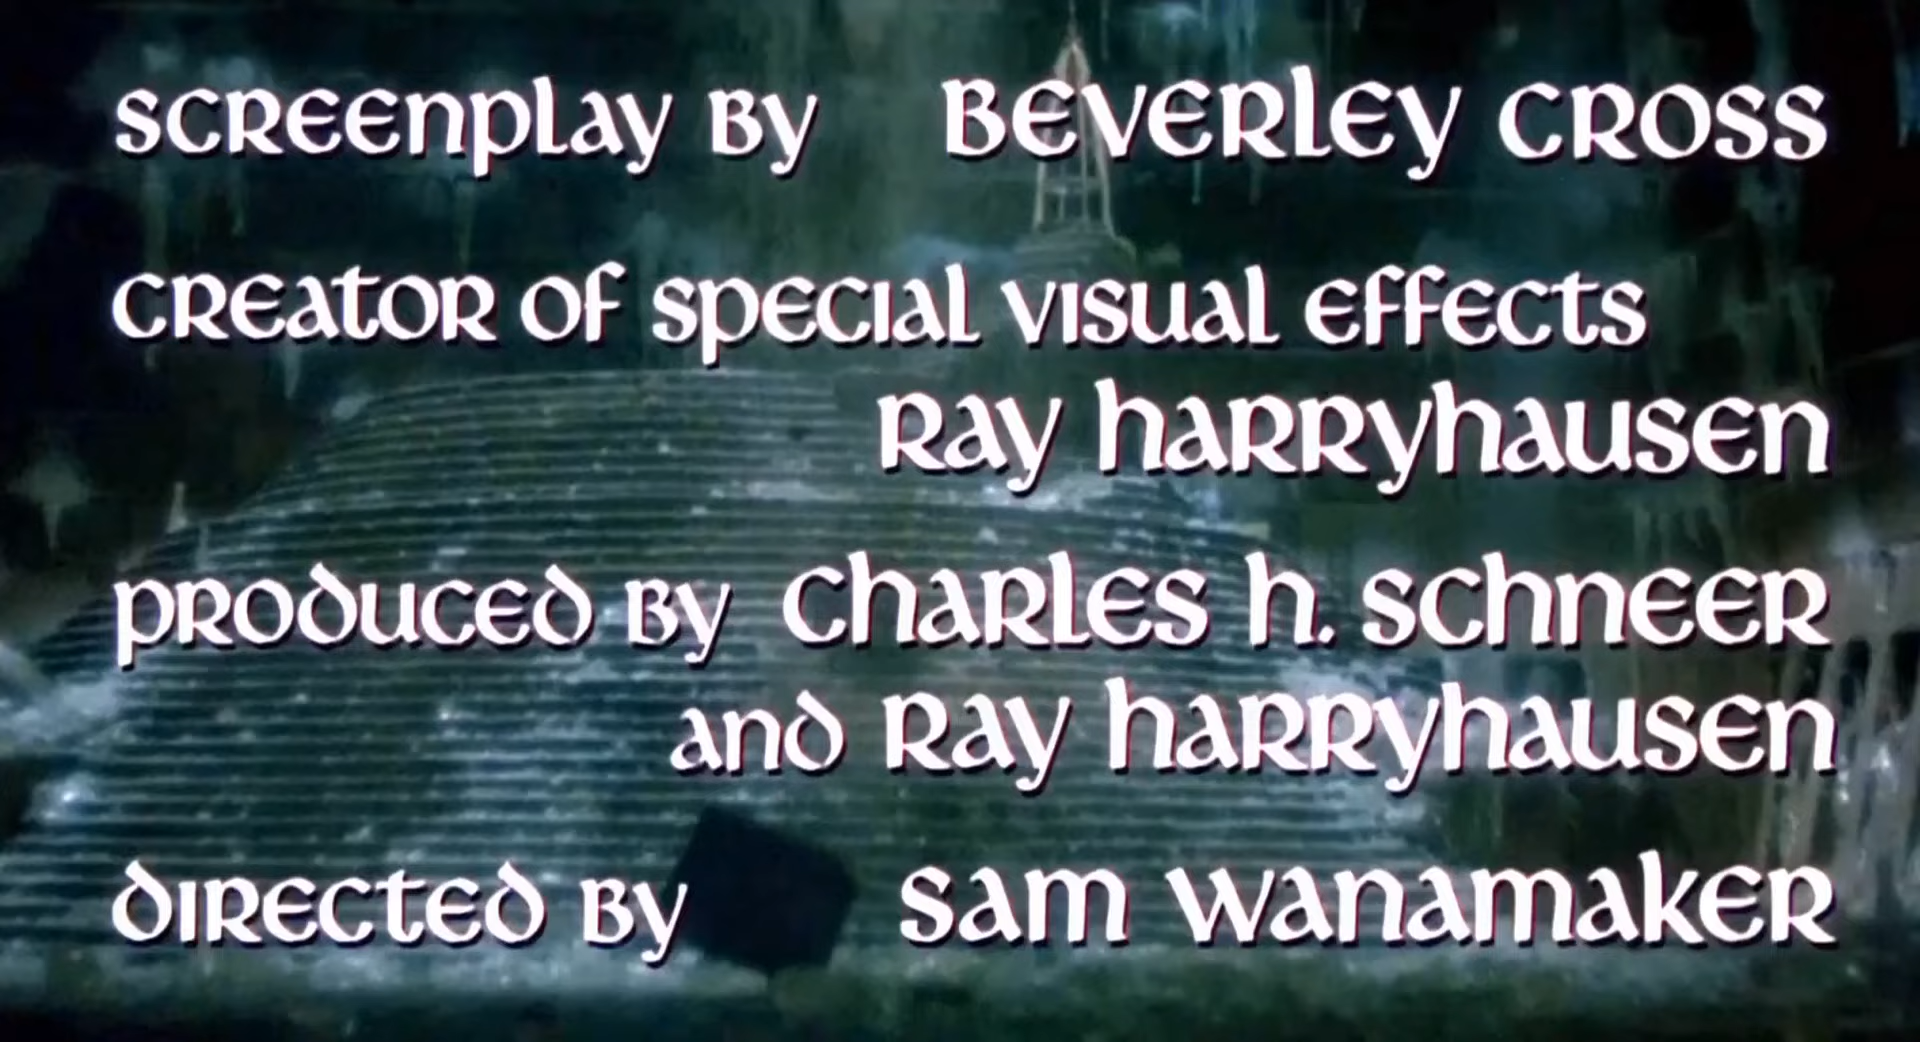 screenplay by Beverley Cross
creator of special visual effects
Ray Harryhausen
produced by Charles H. Schneer
and Ray Harryhausen
directed by Sam Wanamaker